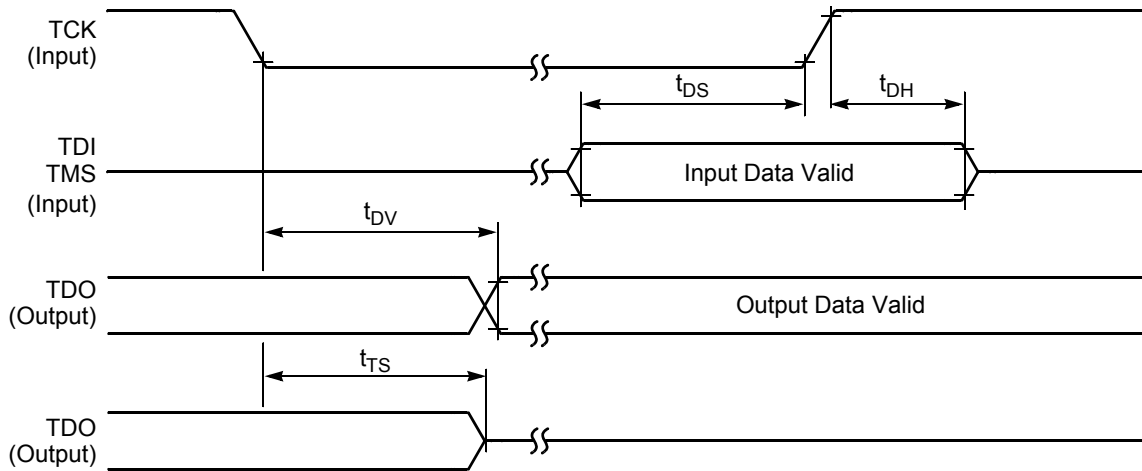 TCK
(Input)
tDS
tDH
TDI
TMS
(Input)
Input Data Valid
tDV
TDO
(Output)
Output Data Valid
tTS
TDO
(Output)